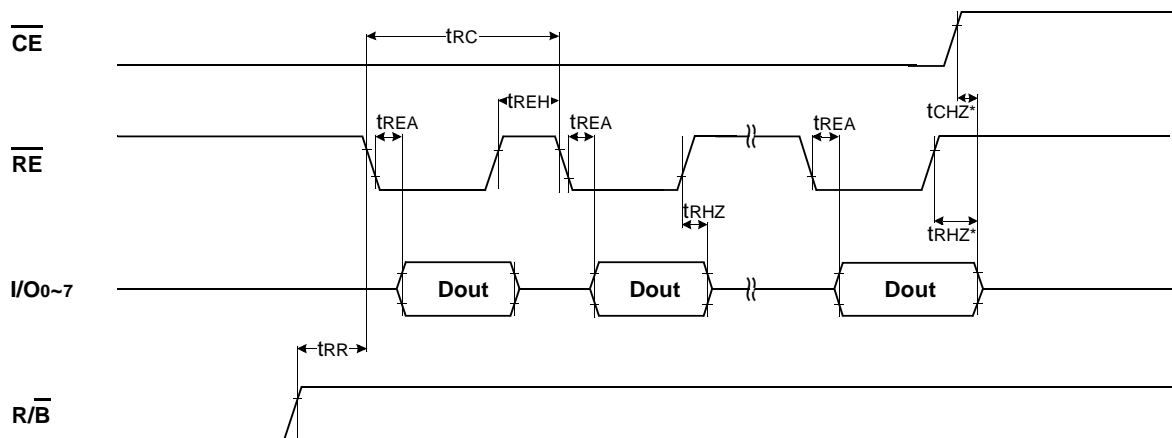 CE
tRC
tREH
tCHZ*
tREA
tREA
tREA
RE
tRHZ
tRHZ*
I/O0~7
Dout
Dout
Dout
tRR
R/B